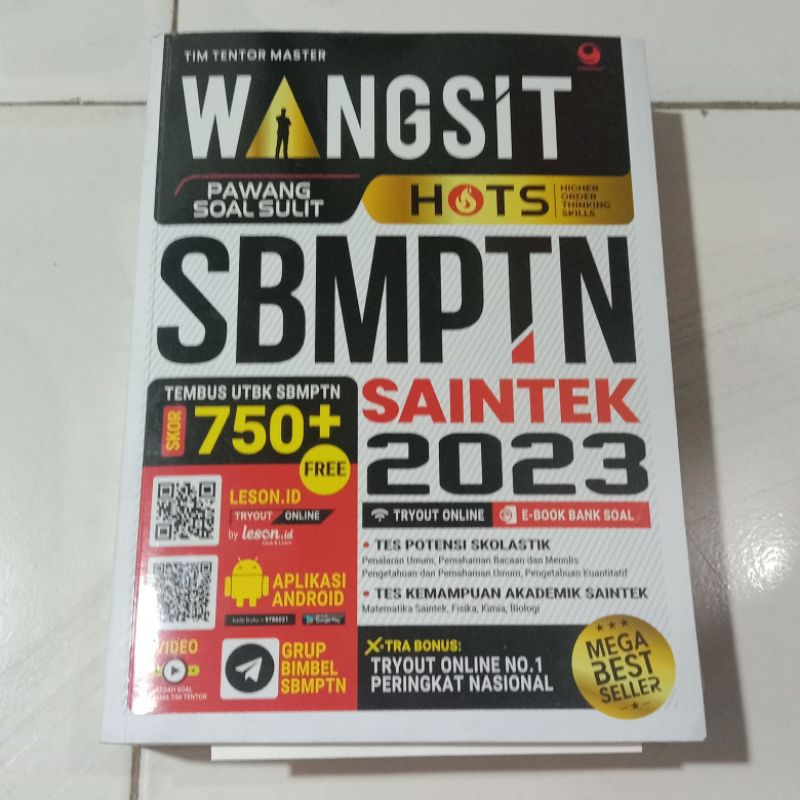 TIM TENTOR MASTER
WANGSIT
PAWANG
SOAL SULIT
HOTS
HIGHER
ORDER
THINKING
SKILLS
SBMPTN
SAINTEK
2023
TEMBUS UTBK SBMPTN
SKOR
750+
FREE
LESON.ID
TRYOUT ONLINE
by leson.id
APLIKASI
ANDROID
VIDEO
GRUP
BIMBEL
SBMPTN
TRYOUT ONLINE
E-BOOK BANK SOAL
• TES POTENSI SKOLASTIK
Penalaran Umum, Pemahaman Bacaan dan Menulis
Pengetahuan dan Pemahaman Umum, Pengetahuan Kuantitatif
• TES KEMAMPUAN AKADEMIK SAINTEK
Matematika Saintek, Fisika, Kimia, Biologi
X-TRA BONUS:
TRYOUT ONLINE NO.1
PERINGKAT NASIONAL
MEGA
BEST
SELLER